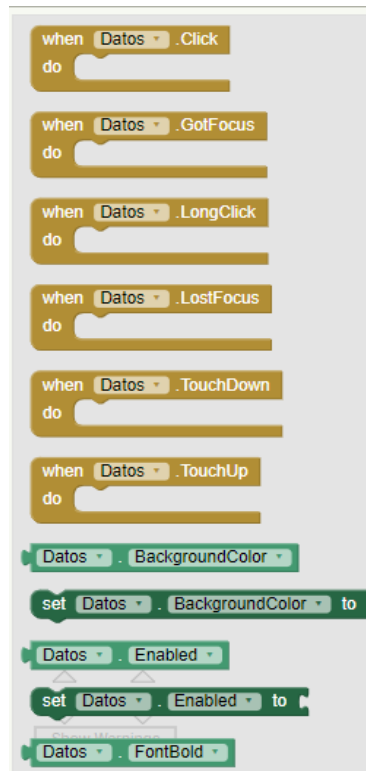 when Datos .Click
do
when Datos .GotFocus
do
when Datos .LongClick
do
when Datos .LostFocus
do
when Datos .TouchDown
do
when Datos .TouchUp
do
Datos . BackgroundColor
set Datos . BackgroundColor to
Datos . Enabled
set Datos . Enabled to
Show Warnings
Datos . FontBold